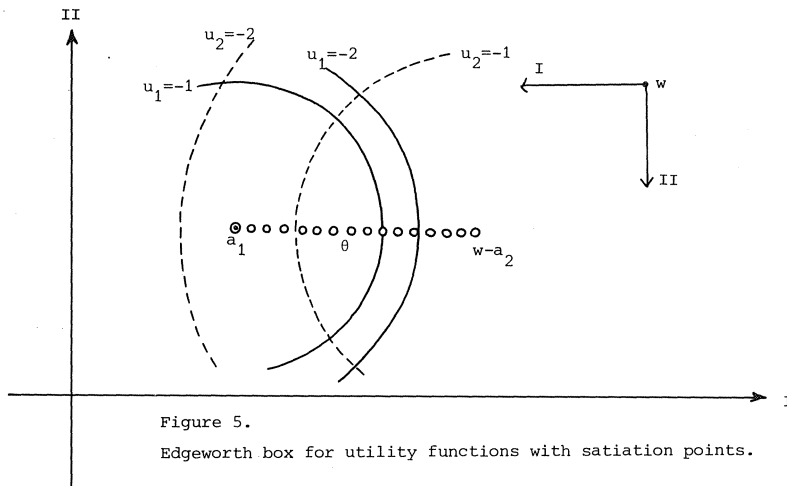 II
u₂=-2
u₁=-2
u₂=-1
I
w
u₁=-1
II
a₁
θ
w-a₂
Figure 5.
Edgeworth box for utility functions with satiation points.